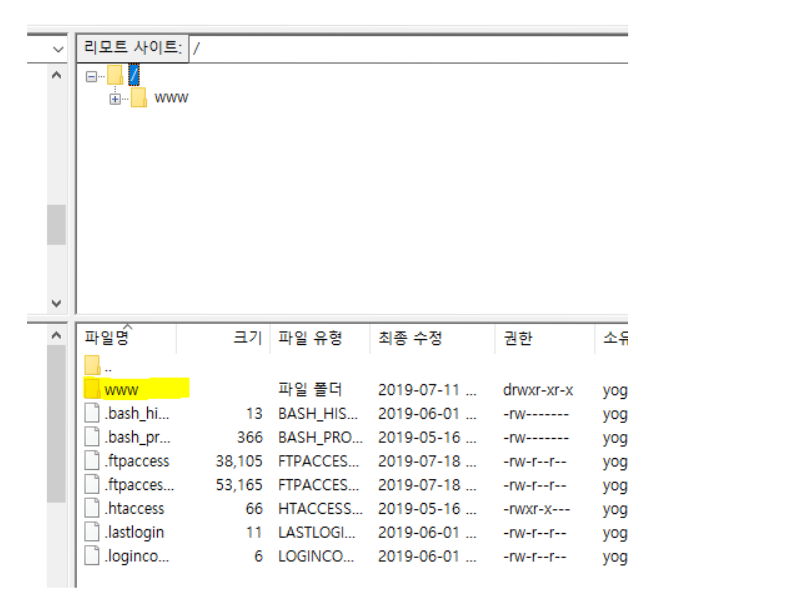 리모트 사이트: /
/
www
파일명 크기 파일 유형 최종 수정 권한 소유
..
www 파일 폴더 2019-07-11 ... drwxr-xr-x yog
.bash_hi... 13 BASH_HIS... 2019-06-01 ... -rw------- yog
.bash_pr... 366 BASH_PRO... 2019-05-16 ... -rw------- yog
.ftpaccess 38,105 FTPACCES... 2019-07-18 ... -rw-r--r-- yog
.ftpacces... 53,165 FTPACCES... 2019-07-18 ... -rw-r--r-- yog
.htaccess 66 HTACCESS... 2019-05-16 ... -rwxr-x--- yog
.lastlogin 11 LASTLOGI... 2019-06-01 ... -rw-r--r-- yog
.loginco... 6 LOGINCO... 2019-06-01 ... -rw-r--r-- yog